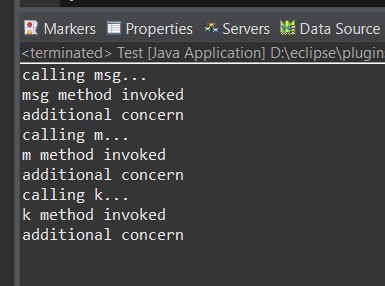 Markers Properties Servers Data Source
<terminated> Test [Java Application] D:\eclipse\plugin
calling msg...
msg method invoked
additional concern
calling m...
m method invoked
additional concern
calling k...
k method invoked
additional concern